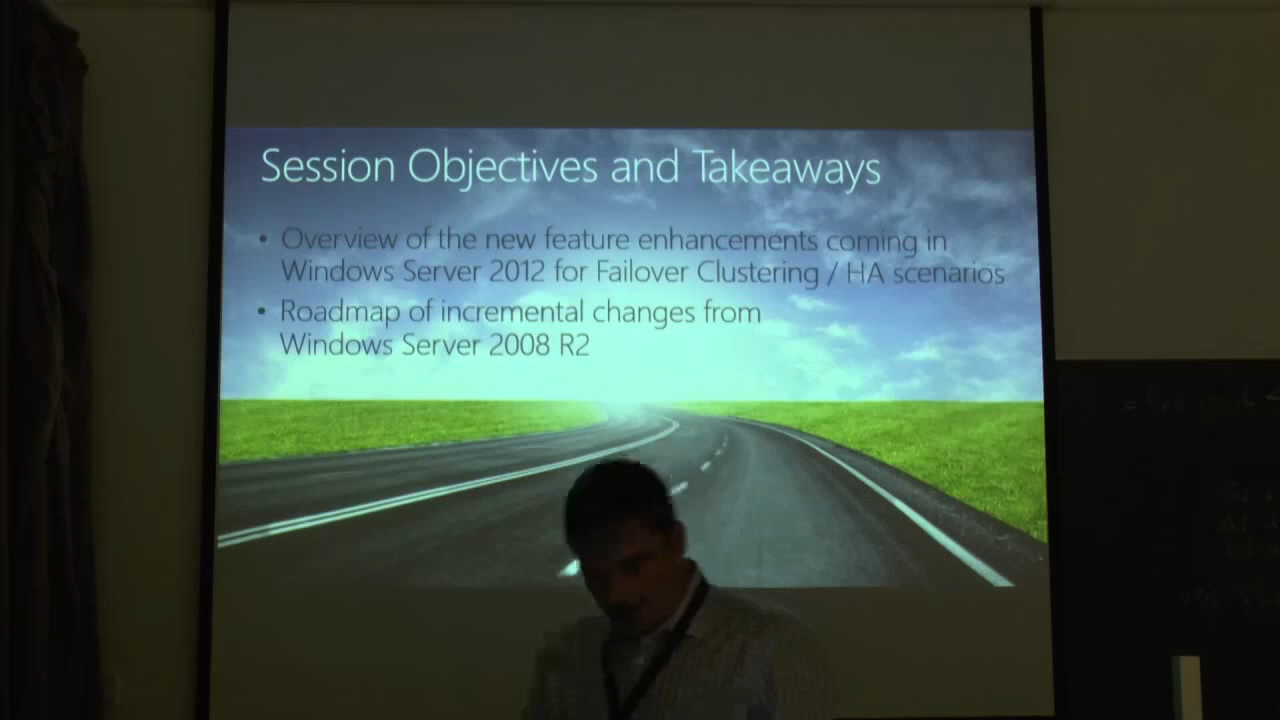 Session Objectives and Takeaways
• Overview of the new feature enhancements coming in
Windows Server 2012 for Failover Clustering / HA scenarios
• Roadmap of incremental changes from
Windows Server 2008 R2